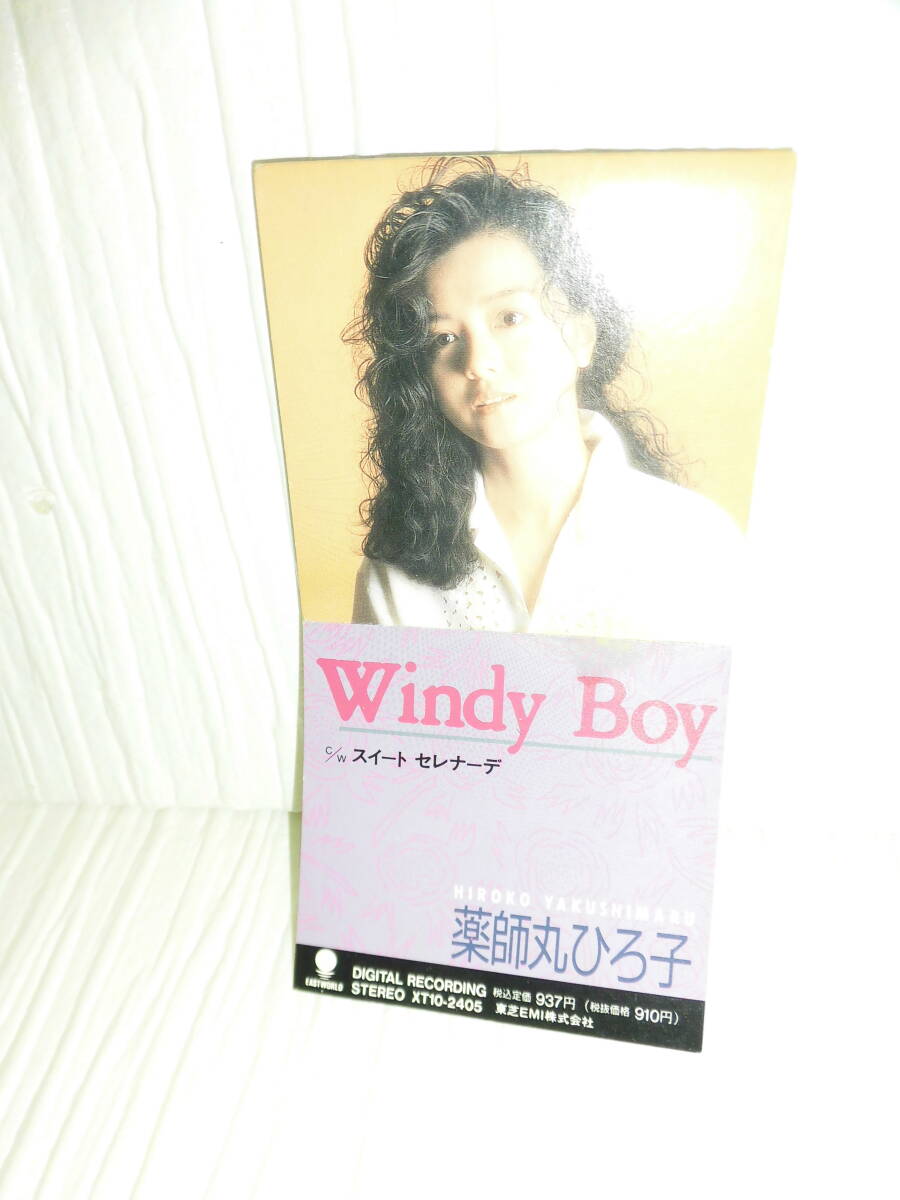 Windy Boy
C/W スイート セレナーデ
HIROKO YAKUSHIMARU
薬師丸ひろ子
EASTWORLD
DIGITAL RECORDING 税込定価 937円 (税抜価格 910円)
STEREO XT10-2405 東芝EMI株式会社